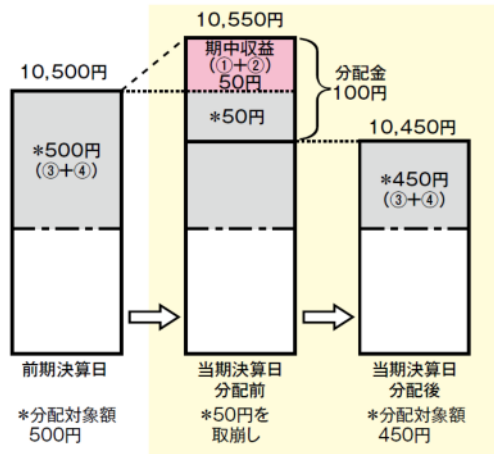 10,550円
期中収益
(①+②)
50円
分配金
100円
10,500円
*50円
10,450円
*500円
(③+④)
*450円
(③+④)
前期決算日
当期決算日
分配前
当期決算日
分配後
*分配対象額
500円
*50円を
取崩し
*分配対象額
450円